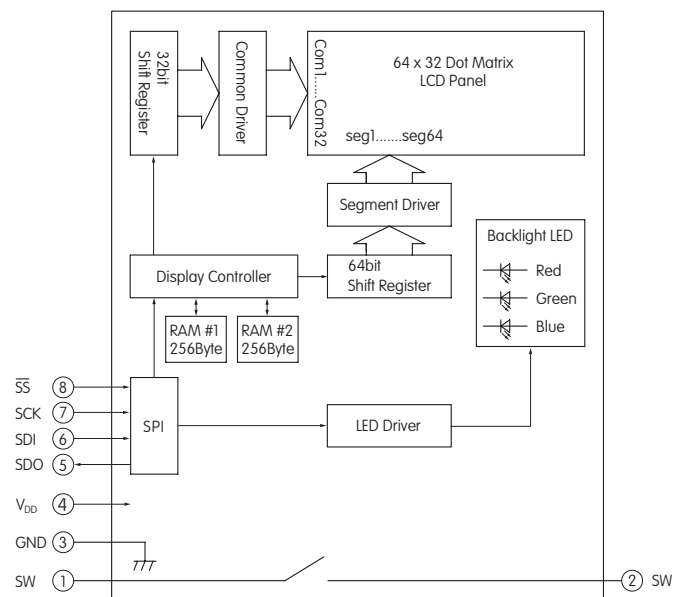 32bit
Shift Register
Common Driver
Com1.....Com32
64 x 32 Dot Matrix
LCD Panel
seg1.......seg64
Segment Driver
Backlight LED
Red
Green
Blue
Display Controller
64bit
Shift Register
RAM #1
256Byte
RAM #2
256Byte
SS 8
SCK 7
SDI 6
SDO 5
SPI
LED Driver
VDD 4
GND 3
SW 1
2 SW